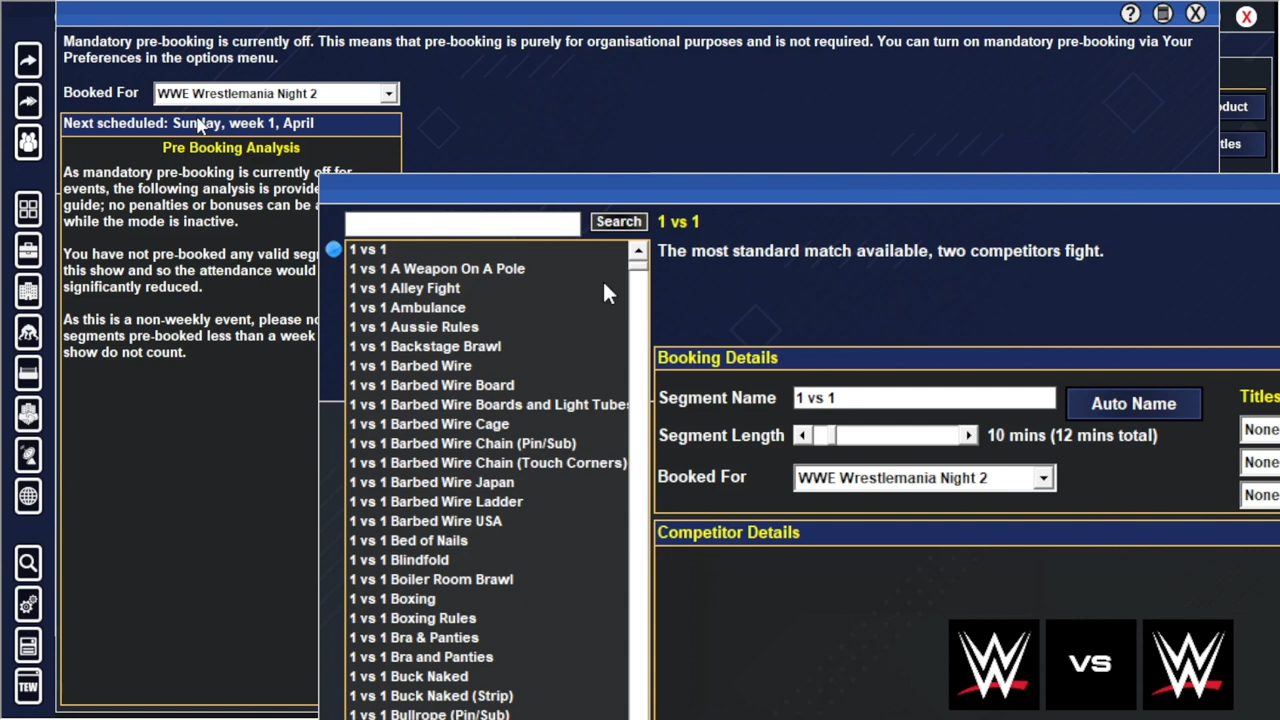 ? X X
Mandatory pre-booking is currently off. This means that pre-booking is purely for organisational purposes and is not required. You can turn on mandatory pre-booking via Your
Preferences in the options menu.
Booked For WWE Wrestlemania Night 2
duct
Next scheduled: Sunday, week 1, April
tles
Pre Booking Analysis
As mandatory pre-booking is currently off for
events, the following analysis is provide
guide; no penalties or bonuses can be a
while the mode is inactive.
You have not pre-booked any valid seg
this show and so the attendance would
significantly reduced.
As this is a non-weekly event, please no
segments pre-booked less than a week
show do not count.
Search
1 vs 1
The most standard match available, two competitors fight.
1 vs 1
1 vs 1 A Weapon On A Pole
1 vs 1 Alley Fight
1 vs 1 Ambulance
1 vs 1 Aussie Rules
1 vs 1 Backstage Brawl
1 vs 1 Barbed Wire
1 vs 1 Barbed Wire Board
1 vs 1 Barbed Wire Boards and Light Tubes
1 vs 1 Barbed Wire Cage
1 vs 1 Barbed Wire Chain (Pin/Sub)
1 vs 1 Barbed Wire Chain (Touch Corners)
1 vs 1 Barbed Wire Japan
1 vs 1 Barbed Wire Ladder
1 vs 1 Barbed Wire USA
1 vs 1 Bed of Nails
1 vs 1 Blindfold
1 vs 1 Boiler Room Brawl
1 vs 1 Boxing
1 vs 1 Boxing Rules
1 vs 1 Bra & Panties
1 vs 1 Bra and Panties
1 vs 1 Buck Naked
1 vs 1 Buck Naked (Strip)
1 vs 1 Bullrope (Pin/Sub)
Booking Details
Segment Name 1 vs 1 Auto Name
Titles
Segment Length 10 mins (12 mins total)
None
Booked For WWE Wrestlemania Night 2
None
None
Competitor Details
W VS W
TEW